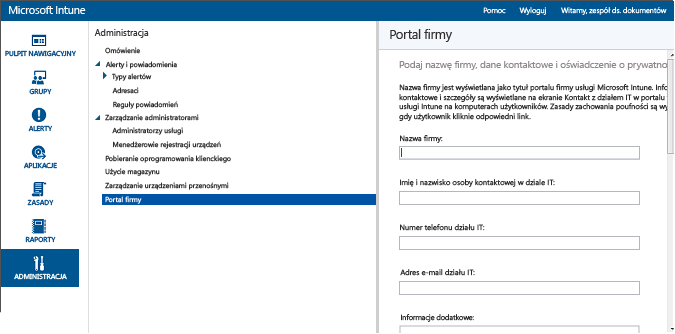 Microsoft Intune
Pomoc Wyloguj Witamy, zespół ds. dokumentów
PULPIT NAWIGACYJNY
GRUPY
ALERTY
APLIKACJE
ZASADY
RAPORTY
ADMINISTRACJA
Administracja
Omówienie
Alerty i powiadomienia
Typy alertów
Adresaci
Reguły powiadomień
Zarządzanie administratorami
Administratorzy usługi
Menedżerowie rejestracji urządzeń
Pobieranie oprogramowania klienckiego
Użycie magazynu
Zarządzanie urządzeniami przenośnymi
Portal firmy
Portal firmy
Podaj nazwę firmy, dane kontaktowe i oświadczenie o prywatno
Nazwa firmy jest wyświetlana jako tytuł portalu firmy usługi Microsoft Intune. Info
kontaktowe i szczegóły są wyświetlane na ekranie Kontakt z działem IT w portalu
usługi Intune na komputerach użytkowników. Zasady zachowania poufności są wy
gdy użytkownik kliknie odpowiedni link.
Nazwa firmy:
Imię i nazwisko osoby kontaktowej w dziale IT:
Numer telefonu działu IT:
Adres e-mail działu IT:
Informacje dodatkowe: